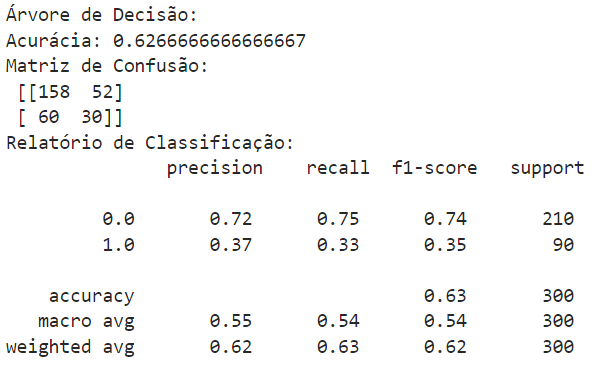 Árvore de Decisão:
Acurácia: 0.6266666666666667
Matriz de Confusão:
[[158  52]
[ 60  30]]
Relatório de Classificação:
precision    recall  f1-score   support
0.0       0.72      0.75      0.74       210
1.0       0.37      0.33      0.35        90
accuracy                           0.63       300
macro avg       0.55      0.54      0.54       300
weighted avg       0.62      0.63      0.62       300